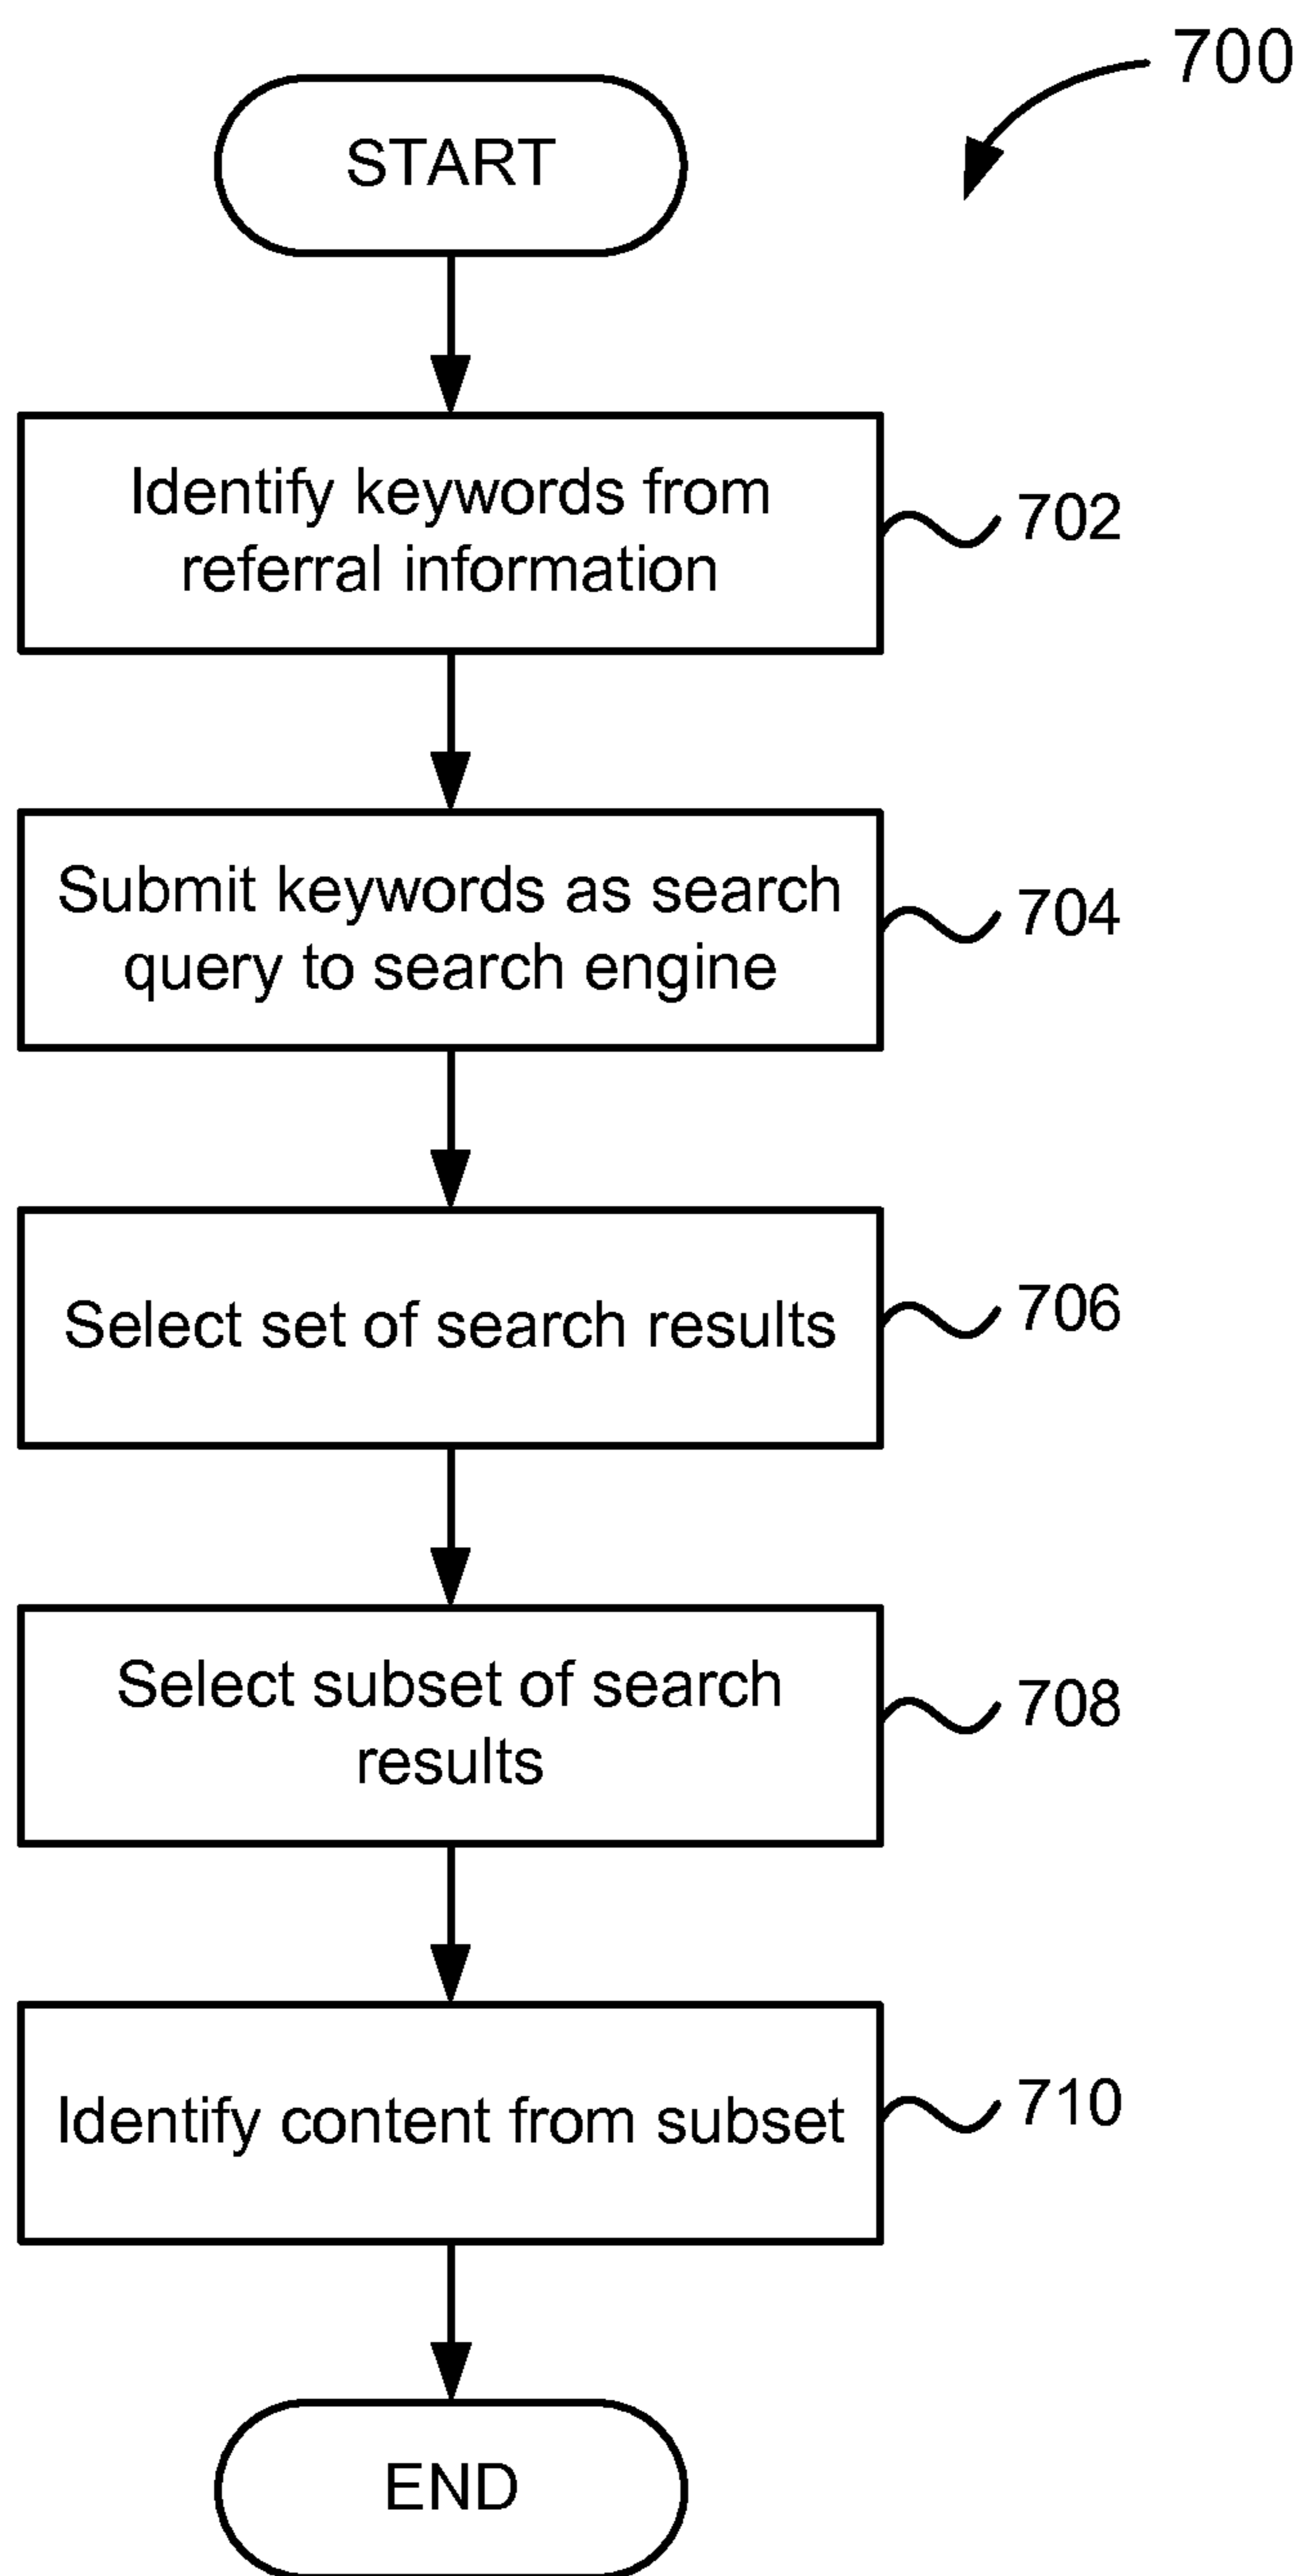 700
START
Identify keywords from
referral information
702
Submit keywords as search
query to search engine
704
Select set of search results
706
Select subset of search
results
708
Identify content from subset
710
END